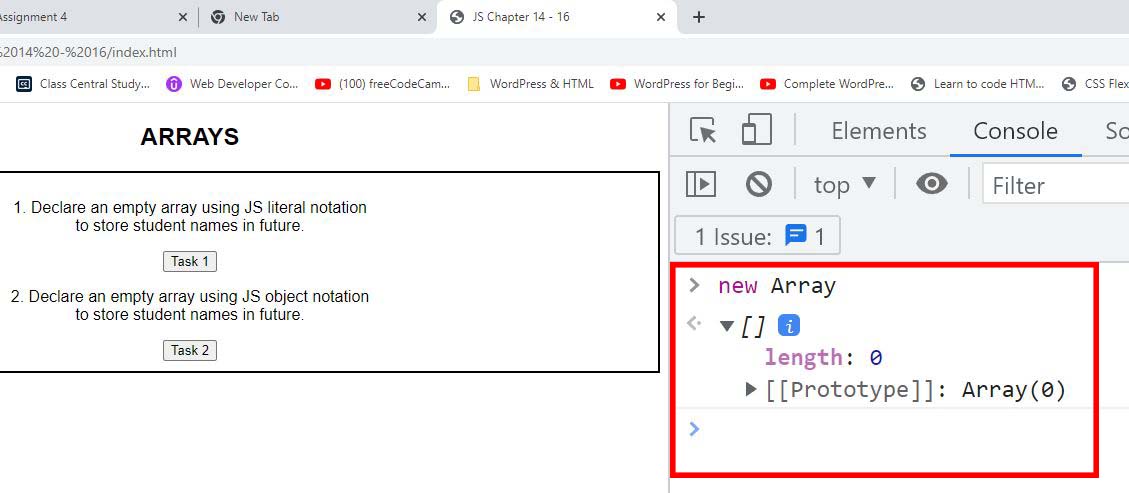 Assignment 4
New Tab
JS Chapter 14 - 16
%2014%20-%2016/index.html
Class Central Study...
Web Developer Co...
(100) freeCodeCam...
WordPress & HTML
WordPress for Begi...
Complete WordPre...
Learn to code HTM...
CSS Flex
ARRAYS
1. Declare an empty array using JS literal notation
to store student names in future.
Task 1
2. Declare an empty array using JS object notation
to store student names in future.
Task 2
Elements
Console
So
top
Filter
1 Issue: 1
> new Array
[] i
length: 0
[[Prototype]]: Array(0)
>